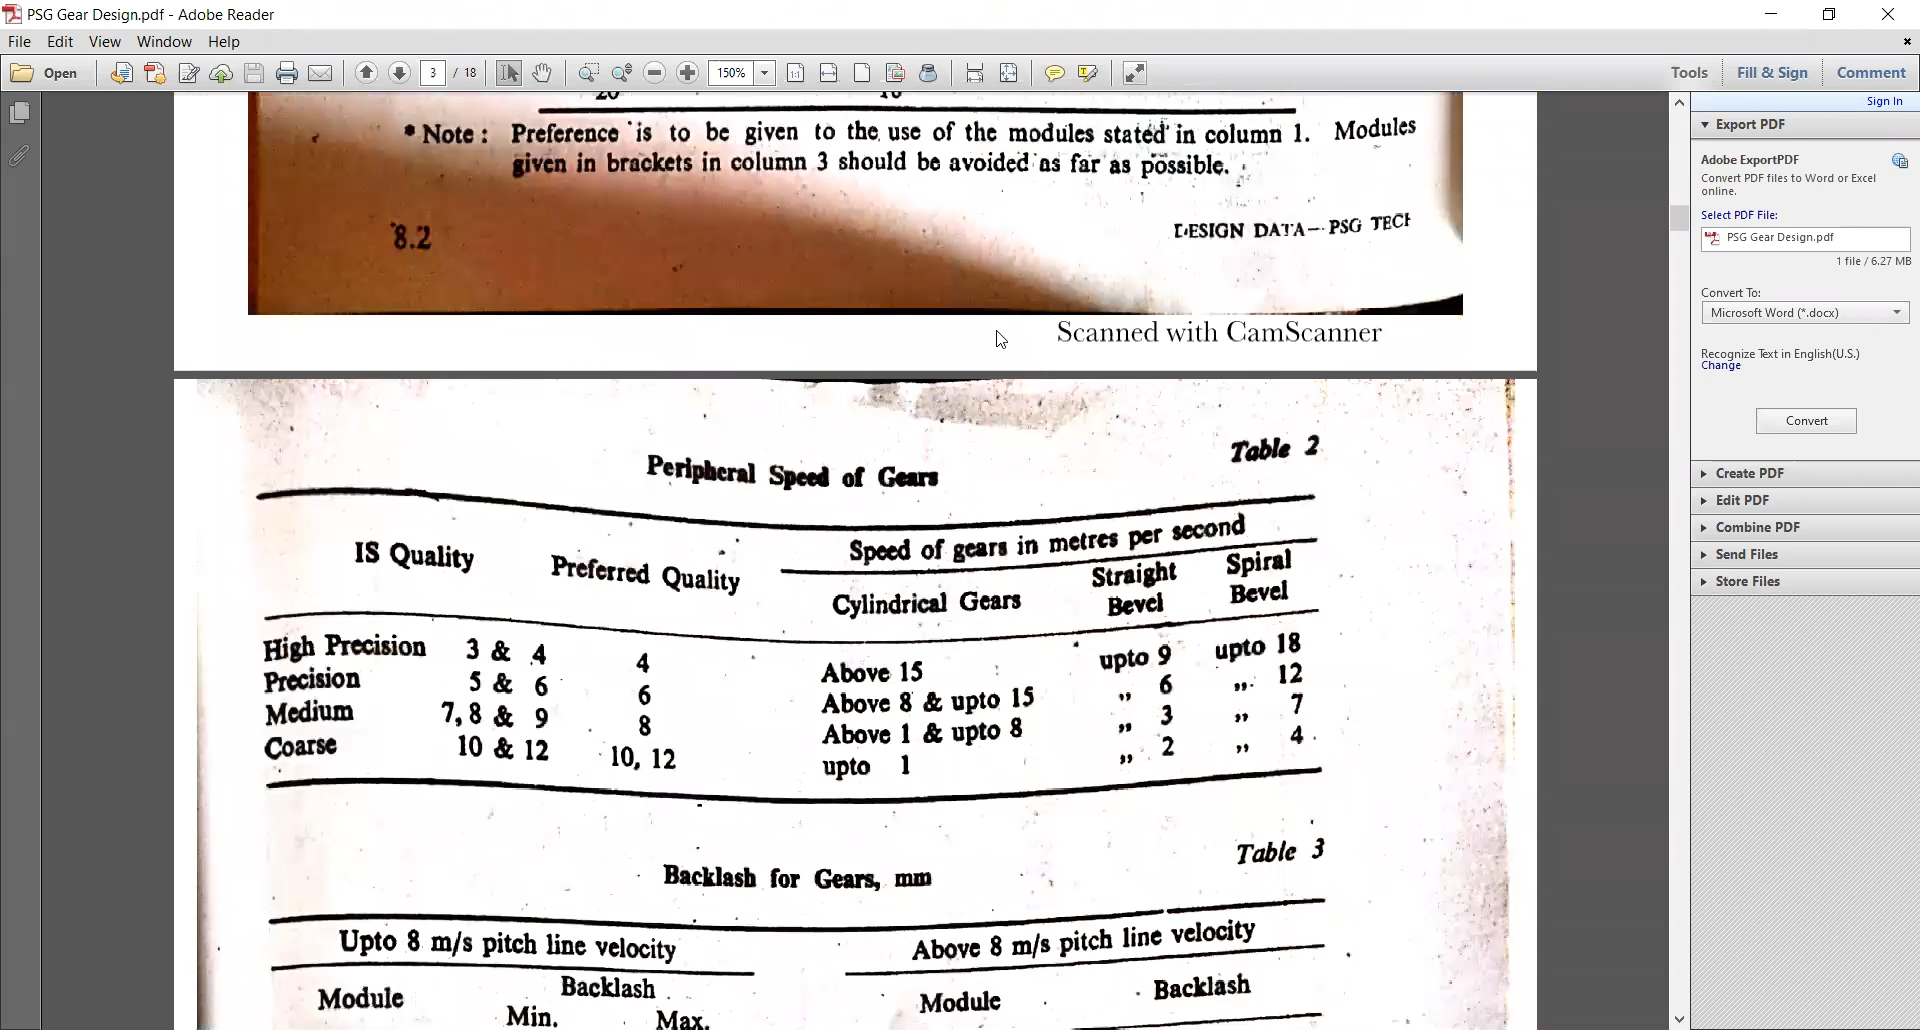 PSG Gear Design.pdf - Adobe Reader
File Edit View Window Help
Open 3 / 18 150% Tools Fill & Sign Comment
Sign In
Export PDF
Adobe ExportPDF
Convert PDF files to Word or Excel
online.
Select PDF File:
PSG Gear Design.pdf
1 file / 6.27 MB
Convert To:
Microsoft Word (*.docx)
Recognize Text in English(U.S.)
Change
Convert
Create PDF
Edit PDF
Combine PDF
Send Files
Store Files
* Note : Preference is to be given to the use of the modules stated in column 1. Modules
given in brackets in column 3 should be avoided as far as possible.
8.2 DESIGN DATA—PSG TECH
Scanned with CamScanner
Table 2
Peripheral Speed of Gears
IS Quality Preferred Quality Speed of gears in metres per second
Cylindrical Gears Straight Bevel Spiral Bevel
High Precision 3 & 4 4 Above 15 upto 9 upto 18
Precision 5 & 6 6 Above 8 & upto 15 ,, 6 ,, 12
Medium 7, 8 & 9 8 Above 1 & upto 8 ,, 3 ,, 7
Coarse 10 & 12 10, 12 upto 1 ,, 2 ,, 4
Table 3
Backlash for Gears, mm
Upto 8 m/s pitch line velocity Above 8 m/s pitch line velocity
Module Backlash Module Backlash
Min. Max.